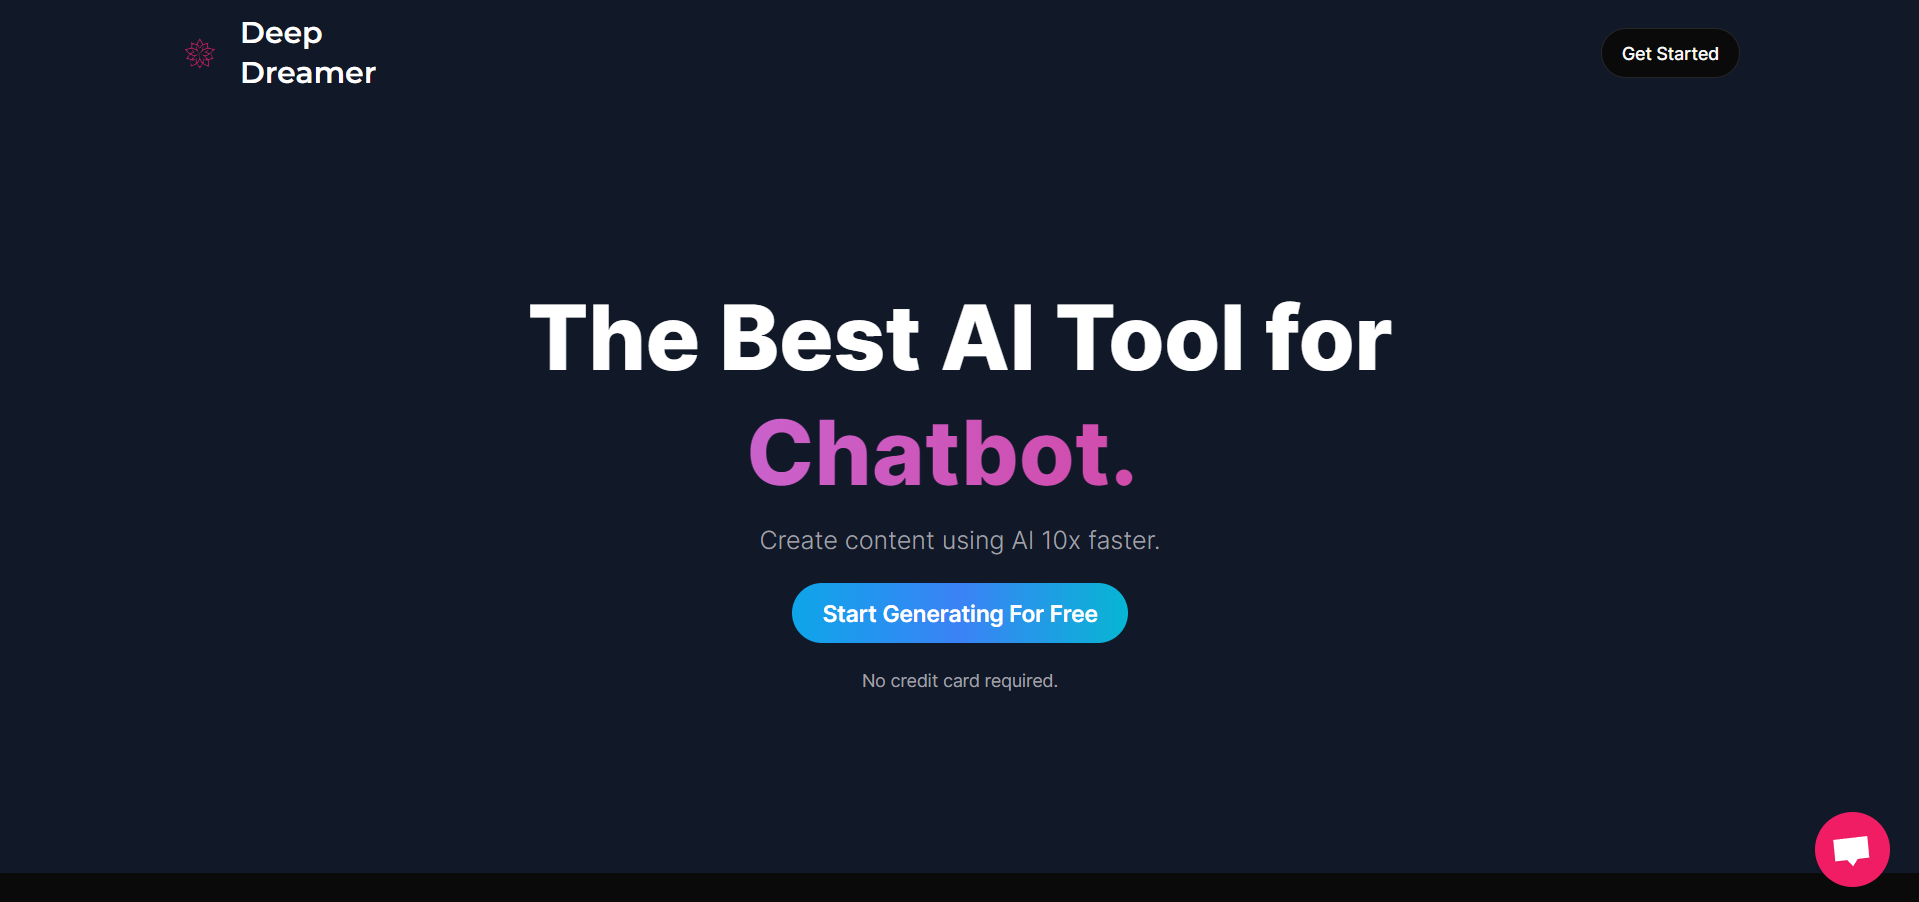 Deep
Dreamer
Get Started
The Best AI Tool for
Chatbot.
Create content using AI 10x faster.
Start Generating For Free
No credit card required.